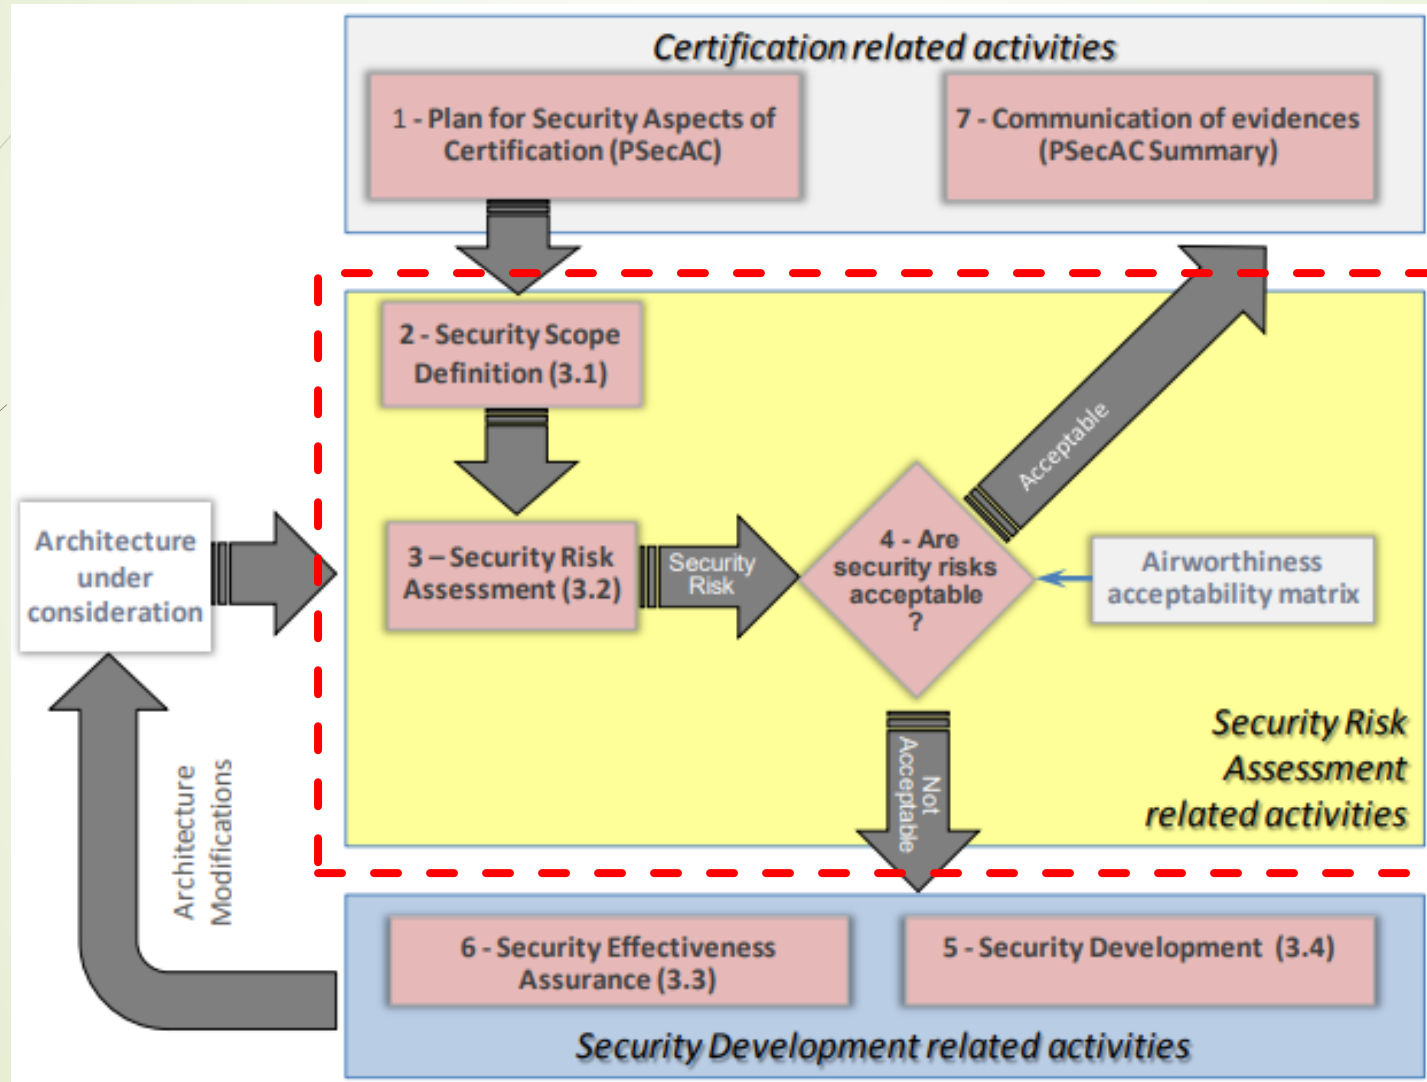 Certification related activities
1 - Plan for Security Aspects of
Certification (PSecAC)
7 - Communication of evidences
(PSecAC Summary)
2 - Security Scope
Definition (3.1)
Architecture
under
consideration
3 – Security Risk
Assessment (3.2)
Security
Risk
4 - Are
security risks
acceptable
?
Acceptable
Airworthiness
acceptability matrix
Not
Acceptable
Security Risk
Assessment
related activities
Architecture
Modifications
6 - Security Effectiveness
Assurance (3.3)
5 - Security Development (3.4)
Security Development related activities